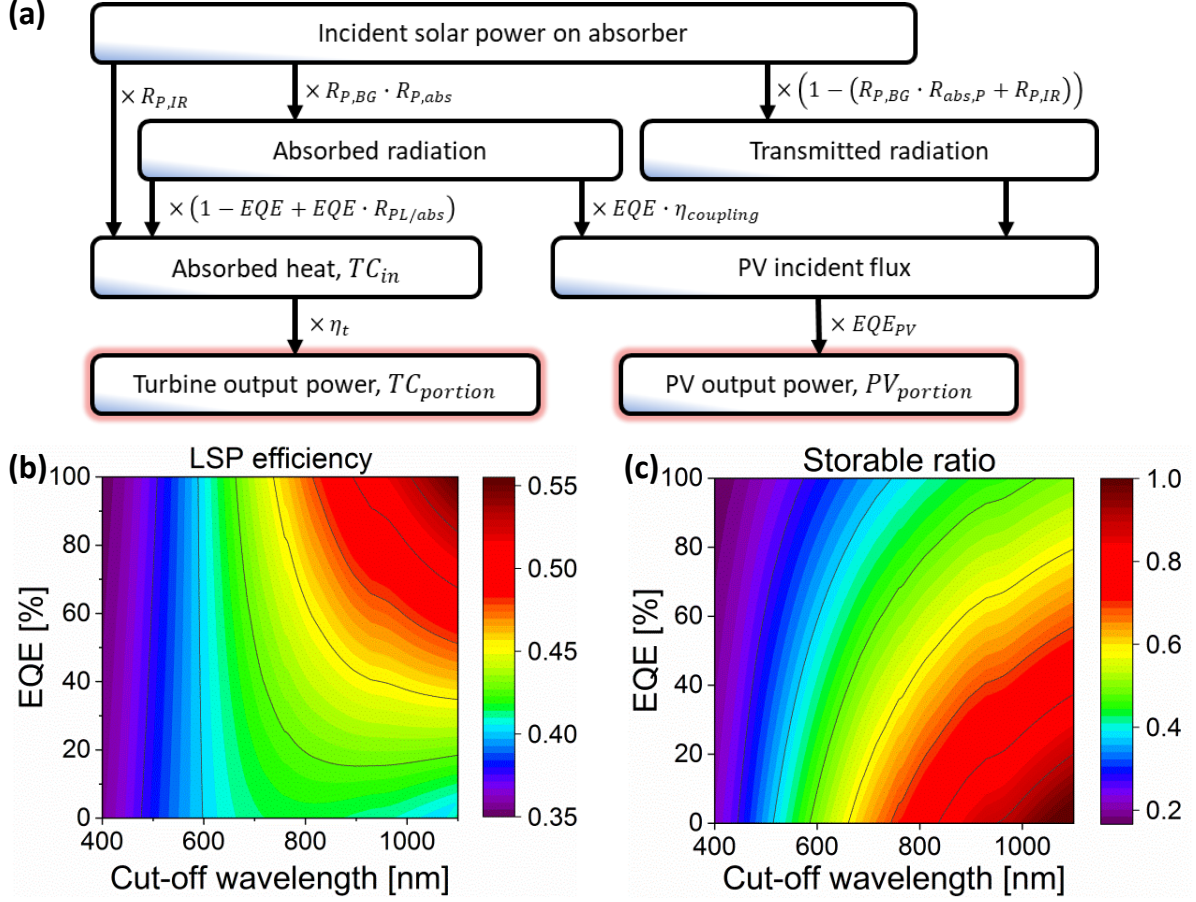 (a)
Incident solar power on absorber
× R_{P,IR}
× R_{P,BG} · R_{P,abs}
× (1 − (R_{P,BG} · R_{abs,P} + R_{P,IR}))
Absorbed radiation
Transmitted radiation
× (1 − EQE + EQE · R_{PL/abs})
× EQE · η_{coupling}
Absorbed heat, TC_{in}
PV incident flux
× η_t
× EQE_{PV}
Turbine output power, TC_{portion}
PV output power, PV_{portion}
(b)
LSP efficiency
100
80
60
40
20
0
EQE [%]
400
600
800
1000
Cut-off wavelength [nm]
0.55
0.50
0.45
0.40
0.35
(c)
Storable ratio
100
80
60
40
20
0
EQE [%]
400
600
800
1000
Cut-off wavelength [nm]
1.0
0.8
0.6
0.4
0.2